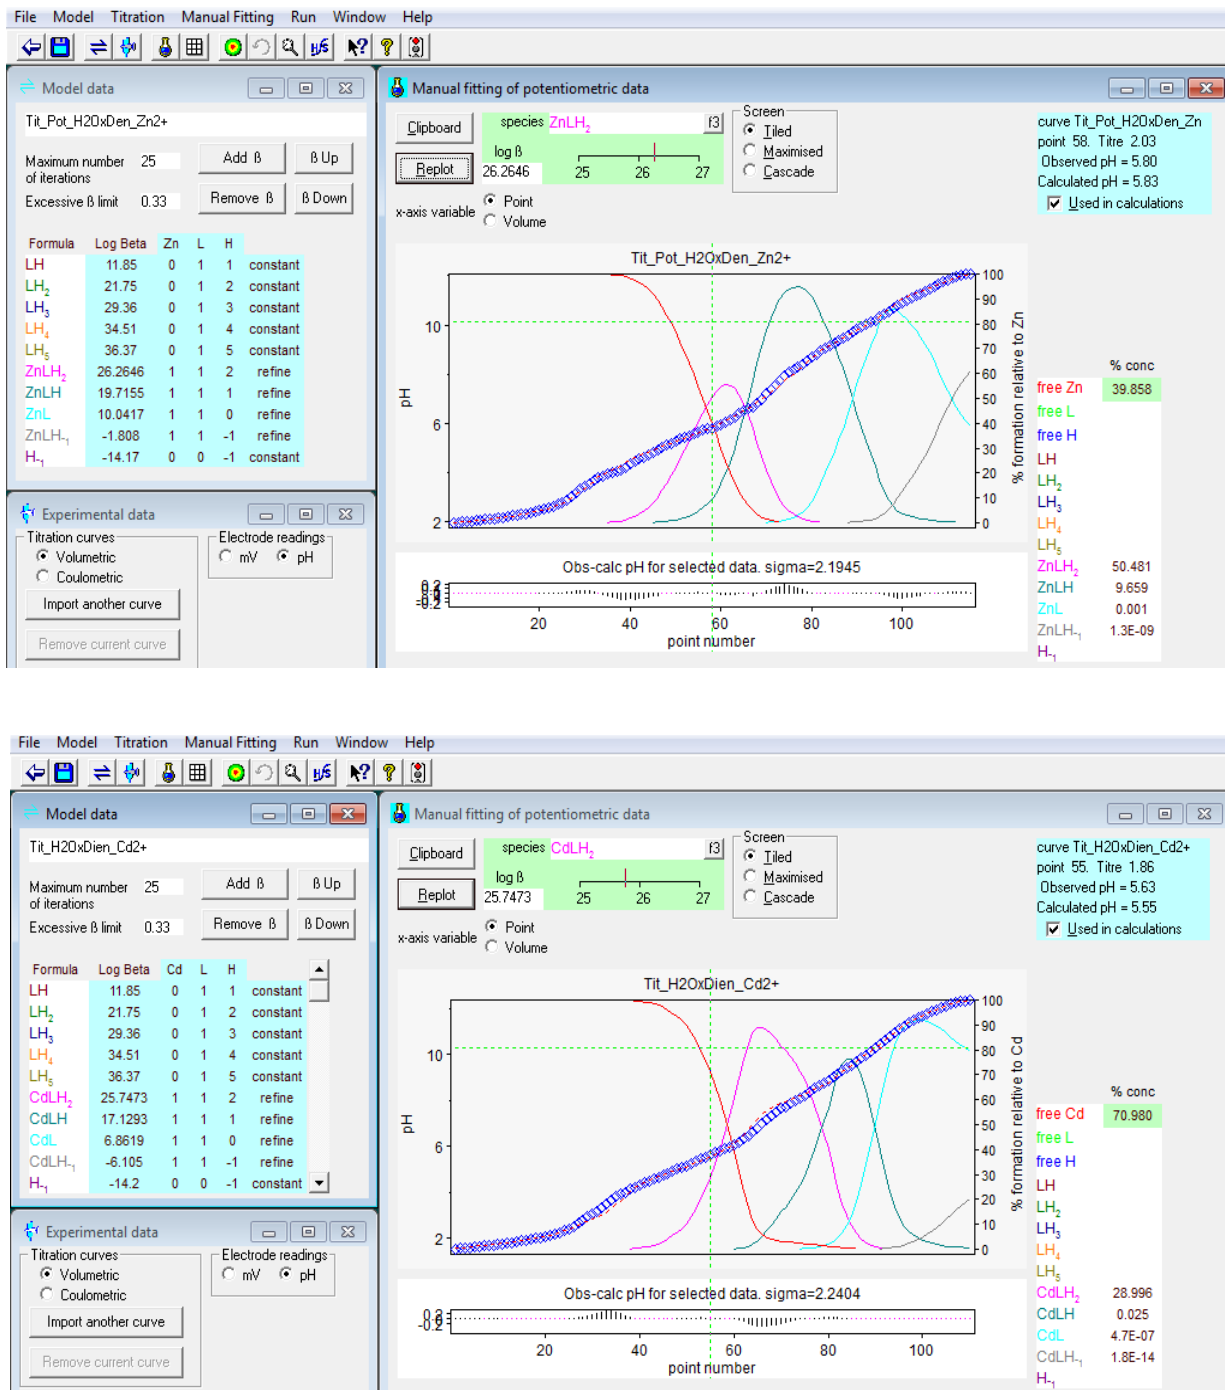 File Model Titration Manual Fitting Run Window Help
Model data
Tit_Pot_H2OxDen_Zn2+
Maximum number of iterations 25
Add β
β Up
Excessive β limit 0.33
Remove β
β Down
Formula Log Beta Zn L H
LH 11.85 0 1 1 constant
LH2 21.75 0 1 2 constant
LH3 29.36 0 1 3 constant
LH4 34.51 0 1 4 constant
LH5 36.37 0 1 5 constant
ZnLH2 26.2646 1 1 2 refine
ZnLH 19.7155 1 1 1 refine
ZnL 10.0417 1 1 0 refine
ZnLH-1 -1.808 1 1 -1 refine
H-1 -14.17 0 0 -1 constant
Experimental data
Titration curves
Volumetric
Coulometric
Import another curve
Remove current curve
Electrode readings
mV pH
Manual fitting of potentiometric data
Clipboard
Replot
species ZnLH2 f3
log β
26.2646
25 26 27
Screen
Tiled
Maximised
Cascade
x-axis variable
Point
Volume
curve Tit_Pot_H2OxDen_Zn
point 58. Titre 2.03
Observed pH = 5.80
Calculated pH = 5.83
Used in calculations
Tit_Pot_H2OxDen_Zn2+
pH
10
6
2
100
90
80
70
60
50
40
30
20
10
0
% formation relative to Zn
Obs-calc pH for selected data. sigma=2.1945
0.2
-0.2
20 40 60 80 100
point number
% conc
free Zn 39.858
free L
free H
LH
LH2
LH3
LH4
LH5
ZnLH2 50.481
ZnLH 9.659
ZnL 0.001
ZnLH-1 1.3E-09
H-1
File Model Titration Manual Fitting Run Window Help
Model data
Tit_H2OxDien_Cd2+
Maximum number of iterations 25
Add β
β Up
Excessive β limit 0.33
Remove β
β Down
Formula Log Beta Cd L H
LH 11.85 0 1 1 constant
LH2 21.75 0 1 2 constant
LH3 29.36 0 1 3 constant
LH4 34.51 0 1 4 constant
LH5 36.37 0 1 5 constant
CdLH2 25.7473 1 1 2 refine
CdLH 17.1293 1 1 1 refine
CdL 6.8619 1 1 0 refine
CdLH-1 -6.105 1 1 -1 refine
H-1 -14.2 0 0 -1 constant
Experimental data
Titration curves
Volumetric
Coulometric
Import another curve
Remove current curve
Electrode readings
mV pH
Manual fitting of potentiometric data
Clipboard
Replot
species CdLH2 f3
log β
25.7473
25 26 27
Screen
Tiled
Maximised
Cascade
x-axis variable
Point
Volume
curve Tit_H2OxDien_Cd2+
point 55. Titre 1.86
Observed pH = 5.63
Calculated pH = 5.55
Used in calculations
Tit_H2OxDien_Cd2+
pH
10
6
2
100
90
80
70
60
50
40
30
20
10
0
% formation relative to Cd
Obs-calc pH for selected data. sigma=2.2404
-0.2
20 40 60 80 100
point number
% conc
free Cd 70.980
free L
free H
LH
LH2
LH3
LH4
LH5
CdLH2 28.996
CdLH 0.025
CdL 4.7E-07
CdLH-1 1.8E-14
H-1